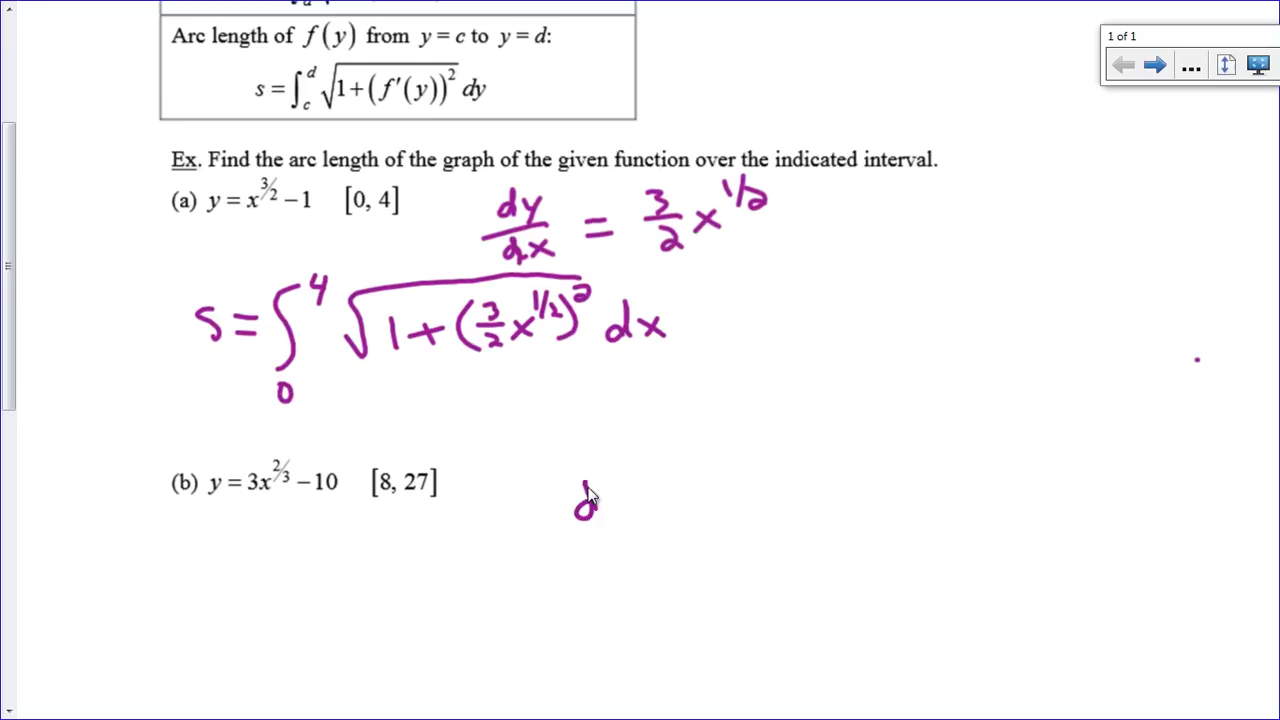 Arc length of f(y) from y = c to y = d:
s = ∫_c^d √(1+(f'(y))²) dy
Ex. Find the arc length of the graph of the given function over the indicated interval.
(a) y = x^(3/2) − 1 [0, 4]
dy/dx = 3/2 x^(1/2)
s = ∫_0^4 √(1+(3/2 x^(1/2))²) dx
(b) y = 3x^(2/3) − 10 [8, 27]
d
1 of 1
...